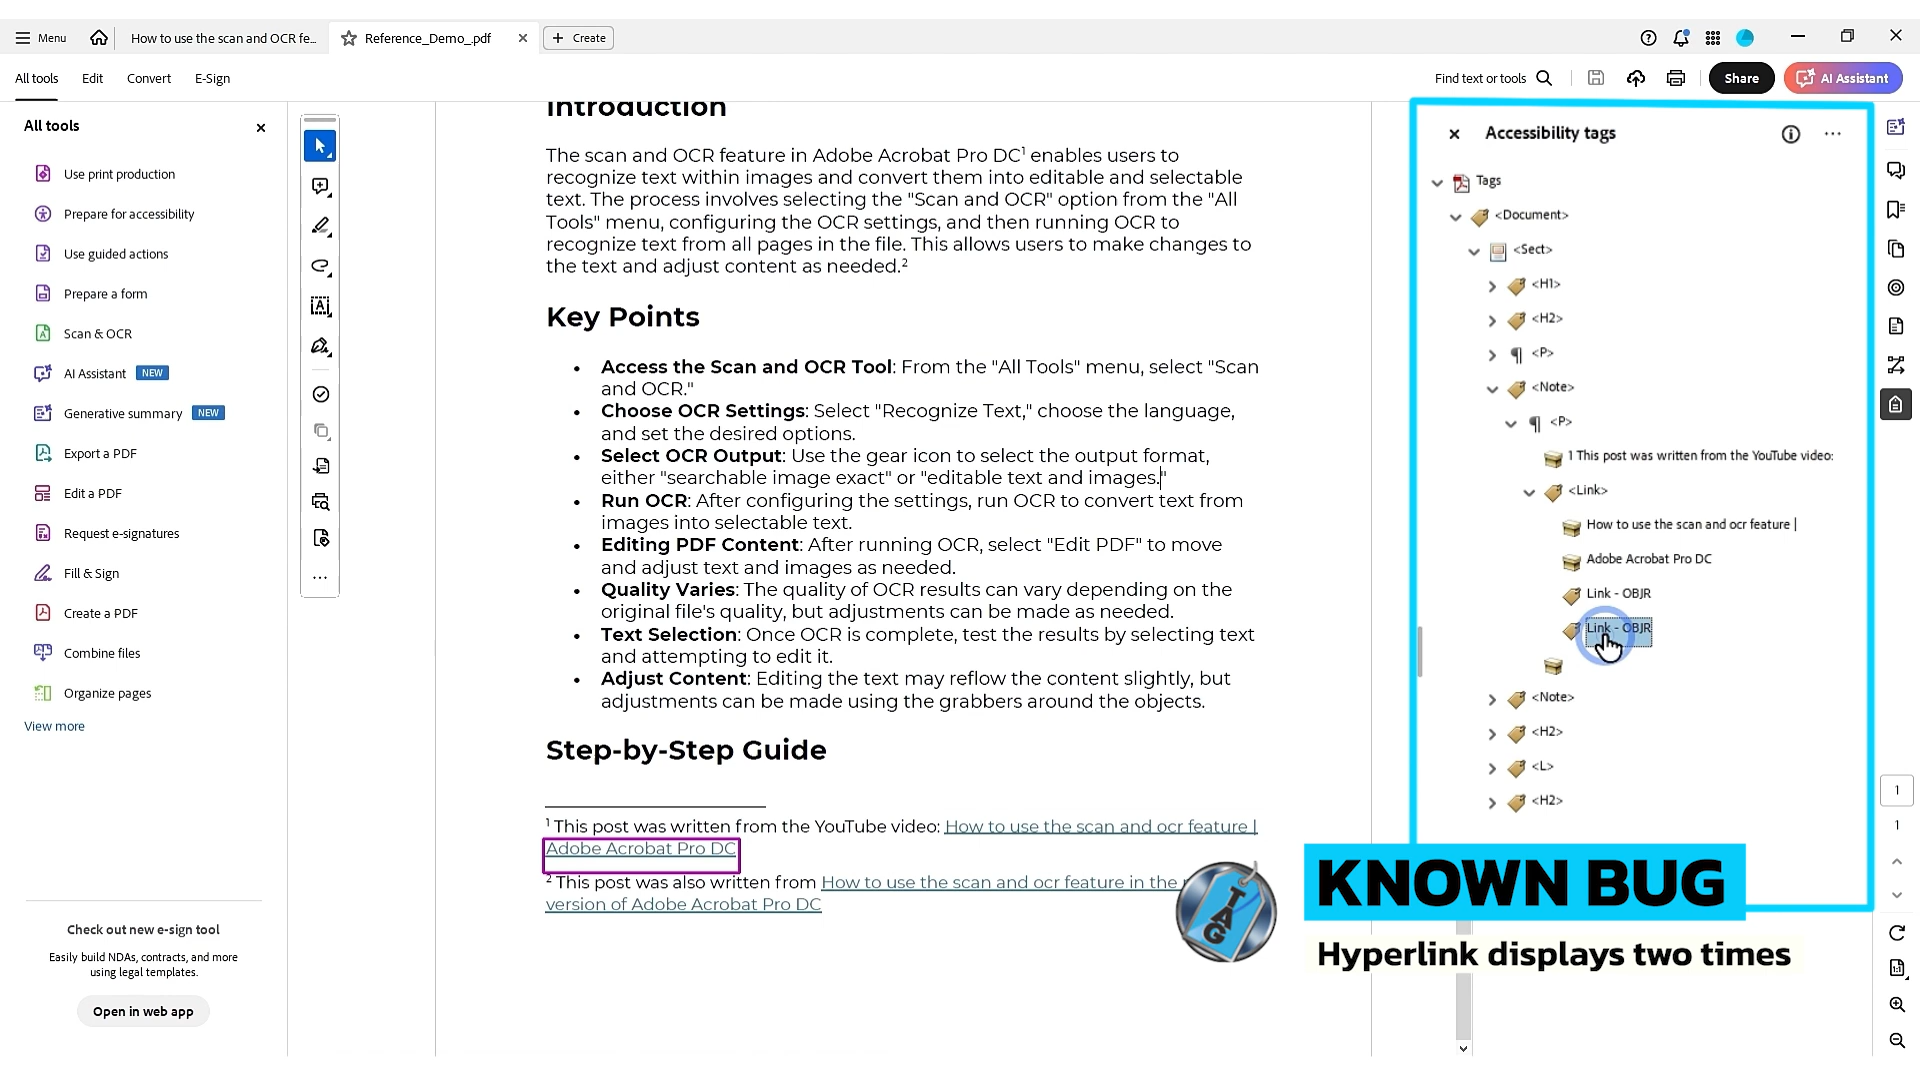 Menu
How to use the scan and OCR fe...
Reference_Demo_.pdf
Create
All tools
Edit
Convert
E-Sign
Find text or tools
Share
AI Assistant
All tools
Use print production
Prepare for accessibility
Use guided actions
Prepare a form
Scan & OCR
AI Assistant NEW
Generative summary NEW
Export a PDF
Edit a PDF
Request e-signatures
Fill & Sign
Create a PDF
Combine files
Organize pages
View more
Check out new e-sign tool
Easily build NDAs, contracts, and more
using legal templates.
Open in web app
Introduction
The scan and OCR feature in Adobe Acrobat Pro DC¹ enables users to
recognize text within images and convert them into editable and selectable
text. The process involves selecting the "Scan and OCR" option from the "All
Tools" menu, configuring the OCR settings, and then running OCR to
recognize text from all pages in the file. This allows users to make changes to
the text and adjust content as needed.²
Key Points
• Access the Scan and OCR Tool: From the "All Tools" menu, select "Scan
and OCR."
• Choose OCR Settings: Select "Recognize Text," choose the language,
and set the desired options.
• Select OCR Output: Use the gear icon to select the output format,
either "searchable image exact" or "editable text and images."
• Run OCR: After configuring the settings, run OCR to convert text from
images into selectable text.
• Editing PDF Content: After running OCR, select "Edit PDF" to move
and adjust text and images as needed.
• Quality Varies: The quality of OCR results can vary depending on the
original file's quality, but adjustments can be made as needed.
• Text Selection: Once OCR is complete, test the results by selecting text
and attempting to edit it.
• Adjust Content: Editing the text may reflow the content slightly, but
adjustments can be made using the grabbers around the objects.
Step-by-Step Guide
¹ This post was written from the YouTube video: How to use the scan and ocr feature |
Adobe Acrobat Pro DC
² This post was also written from How to use the scan and ocr feature in the
version of Adobe Acrobat Pro DC
Accessibility tags
Tags
<Document>
<Sect>
<H1>
<H2>
<P>
<Note>
<P>
1 This post was written from the YouTube video:
<Link>
How to use the scan and ocr feature |
Adobe Acrobat Pro DC
Link - OBJR
Link - OBJR
<Note>
<H2>
<L>
<H2>
1
1
TAG
KNOWN BUG
Hyperlink displays two times